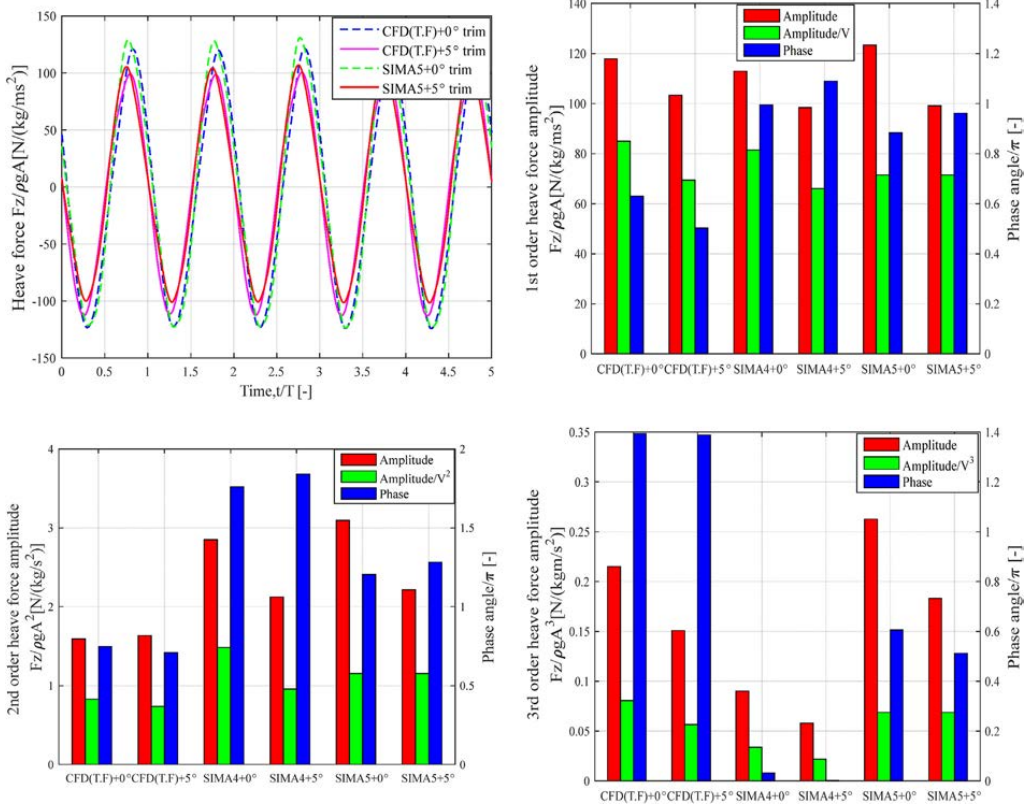 Heave force Fz/ρgA[N/(kg/ms²)]
150
100
50
0
-50
-100
-150
CFD(T.F)+0° trim
CFD(T.F)+5° trim
SIMA5+0° trim
SIMA5+5° trim
0 0.5 1 1.5 2 2.5 3 3.5 4 4.5 5
Time,t/T [-]
1st order heave force amplitude
Fz/ρgA[N/(kg/ms²)]
140
120
100
80
60
40
20
0
Amplitude
Amplitude/V
Phase
1.4
1.2
1
0.8
0.6
0.4
0.2
0
Phase angle/π [-]
CFD(T.F)+0° CFD(T.F)+5° SIMA4+0° SIMA4+5° SIMA5+0° SIMA5+5°
2nd order heave force amplitude
Fz/ρgA²[N/(kg/s²)]
4
3
2
1
0
Amplitude
Amplitude/V²
Phase
2
1.5
1
0.5
0
Phase angle/π [-]
CFD(T.F)+0° CFD(T.F)+5° SIMA4+0° SIMA4+5° SIMA5+0° SIMA5+5°
3rd order heave force amplitude
Fz/ρgA³[N/(kgm/s²)]
0.35
0.3
0.25
0.2
0.15
0.1
0.05
0
Amplitude
Amplitude/V³
Phase
1.4
1.2
1
0.8
0.6
0.4
0.2
0
Phase angle/π [-]
CFD(T.F)+0° CFD(T.F)+5° SIMA4+0° SIMA4+5° SIMA5+0° SIMA5+5°